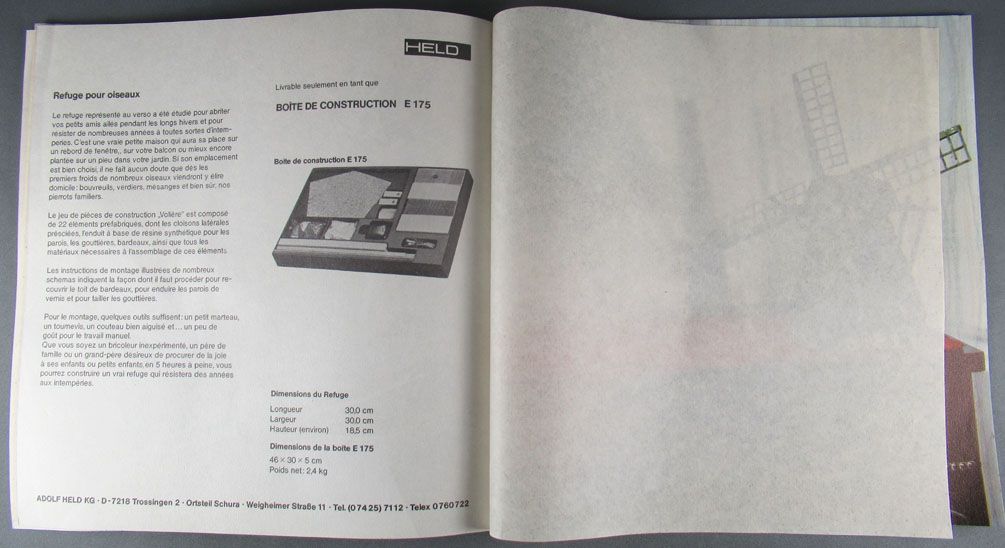 HELD
Refuge pour oiseaux
Le refuge représenté au verso a été étudié pour abriter
vos petits amis ailés pendant les longs hivers et pour
résister de nombreuses années à toutes sortes d'intem-
peries. C'est une vraie petite maison qui aura sa place sur
un rebord de fenêtre,, sur votre balcon ou mieux encore
plantée sur un pieu dans votre jardin. Si son emplacement
est bien choisi, il ne fait aucun doute que dès les
premiers froids de nombreux oiseaux viendront y élire
domicile: bouvreuils, verdiers, mésanges et bien sûr, nos
pierrots familiers.
Le jeu de pièces de construction „Volière" est composé
de 22 éléments préfabriqués, dont les cloisons latérales
présciées, l'enduit à base de résine synthétique pour les
parois, les gouttières, bardeaux, ainsi que tous les
matériaux nécessaires à l'assemblage de ces éléments.
Les instructions de montage illustrées de nombreux
schemas indiquent la façon dont il faut procéder pour re-
couvrir le toit de bardeaux, pour enduire les parois de
vernis et pour tailler les gouttières.
Pour le montage, quelques outils suffisent: un petit marteau,
un tournevis, un couteau bien aiguisé et... un peu de
goût pour le travail manuel.
Que vous soyez un bricoleur inexpérimenté, un père de
famille ou un grand-père désireux de procurer de la joie
à ses enfants ou petits enfants, en 5 heures à peine, vous
pourrez construire un vrai refuge qui résistera des années
aux intempéries.
Livrable seulement en tant que
BOÎTE DE CONSTRUCTION E 175
Boîte de construction E 175
Dimensions du Refuge
Longueur 30,0 cm
Largeur 30,0 cm
Hauteur (environ) 18,5 cm
Dimensions de la boîte E 175
46 × 30 × 5 cm
Poids net: 2,4 kg
ADOLF HELD KG · D-7218 Trossingen 2 · Ortsteil Schura · Weigheimer Straße 11 · Tel. (0 74 25) 71 12 · Telex 0 760 722